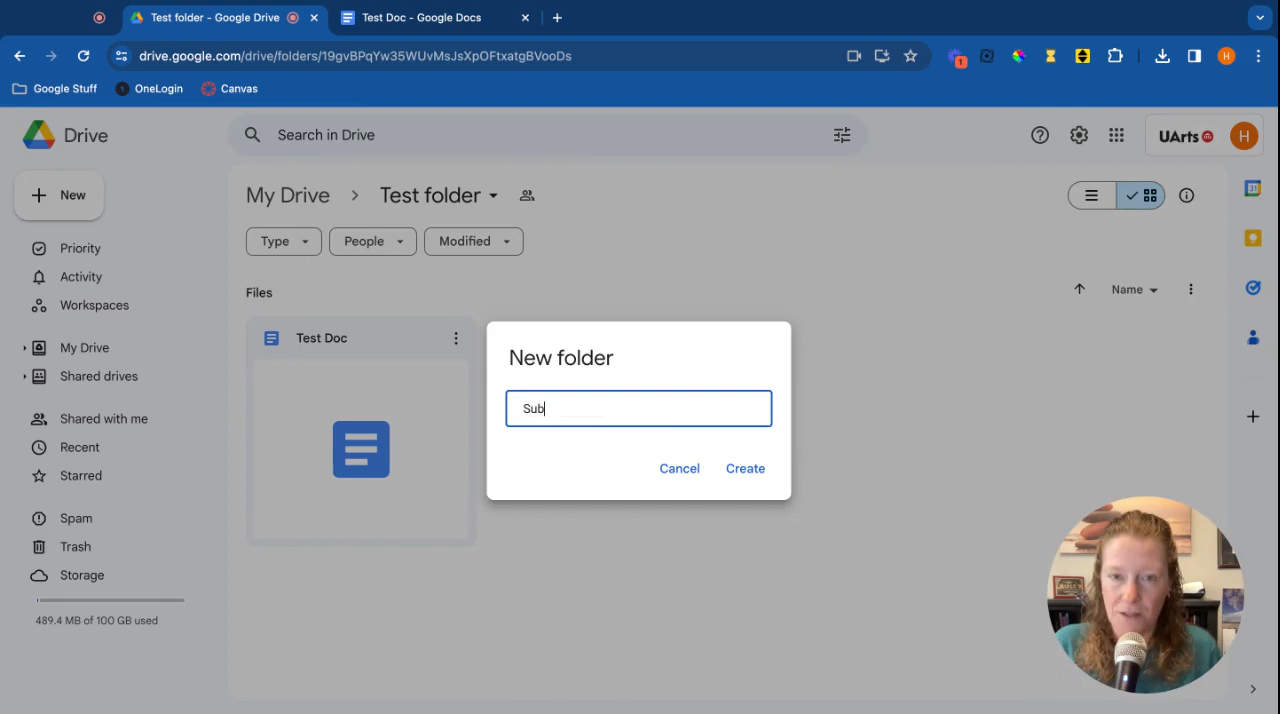 Test folder - Google Drive
Test Doc - Google Docs
drive.google.com/drive/folders/19gvBPqYw35WUvMsJsXpOFtxatgBVooDs
1
H
Google Stuff
OneLogin
Canvas
Drive
Search in Drive
UArts
H
New
My Drive
Test folder
Type
People
Modified
Priority
Activity
Workspaces
My Drive
Shared drives
Shared with me
Recent
Starred
Spam
Trash
Storage
489.4 MB of 100 GB used
Files
Name
Test Doc
New folder
Sub
Cancel
Create
31